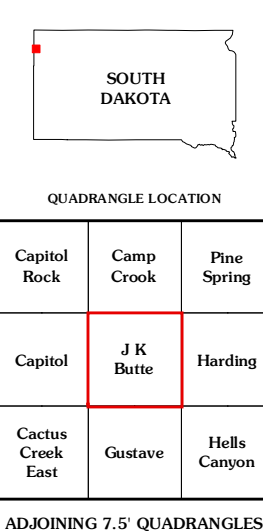 SOUTH
DAKOTA
QUADRANGLE LOCATION
Capitol
Rock
Camp
Crook
Pine
Spring
Capitol
J K
Butte
Harding
Cactus
Creek
East
Gustave
Hells
Canyon
ADJOINING 7.5' QUADRANGLES